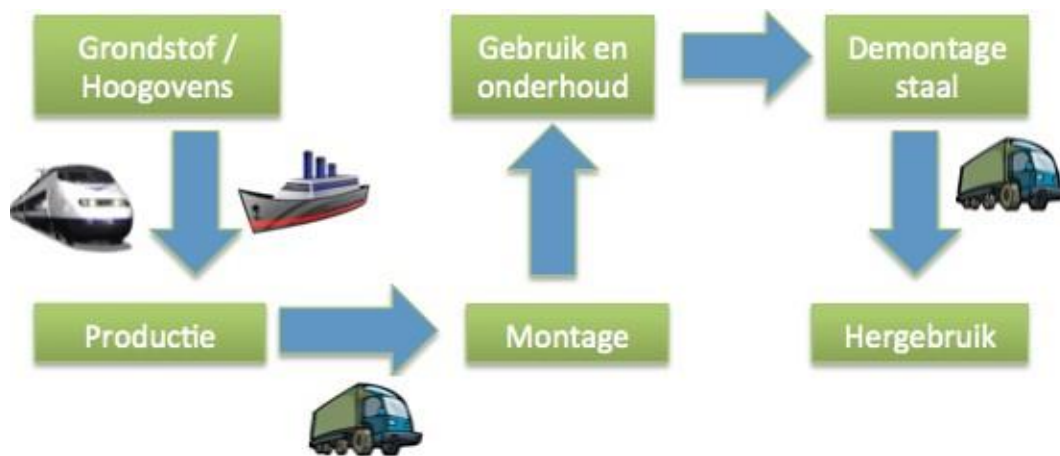 Grondstof /
Hoogovens
Productie
Montage
Gebruik en
onderhoud
Demontage
staal
Hergebruik